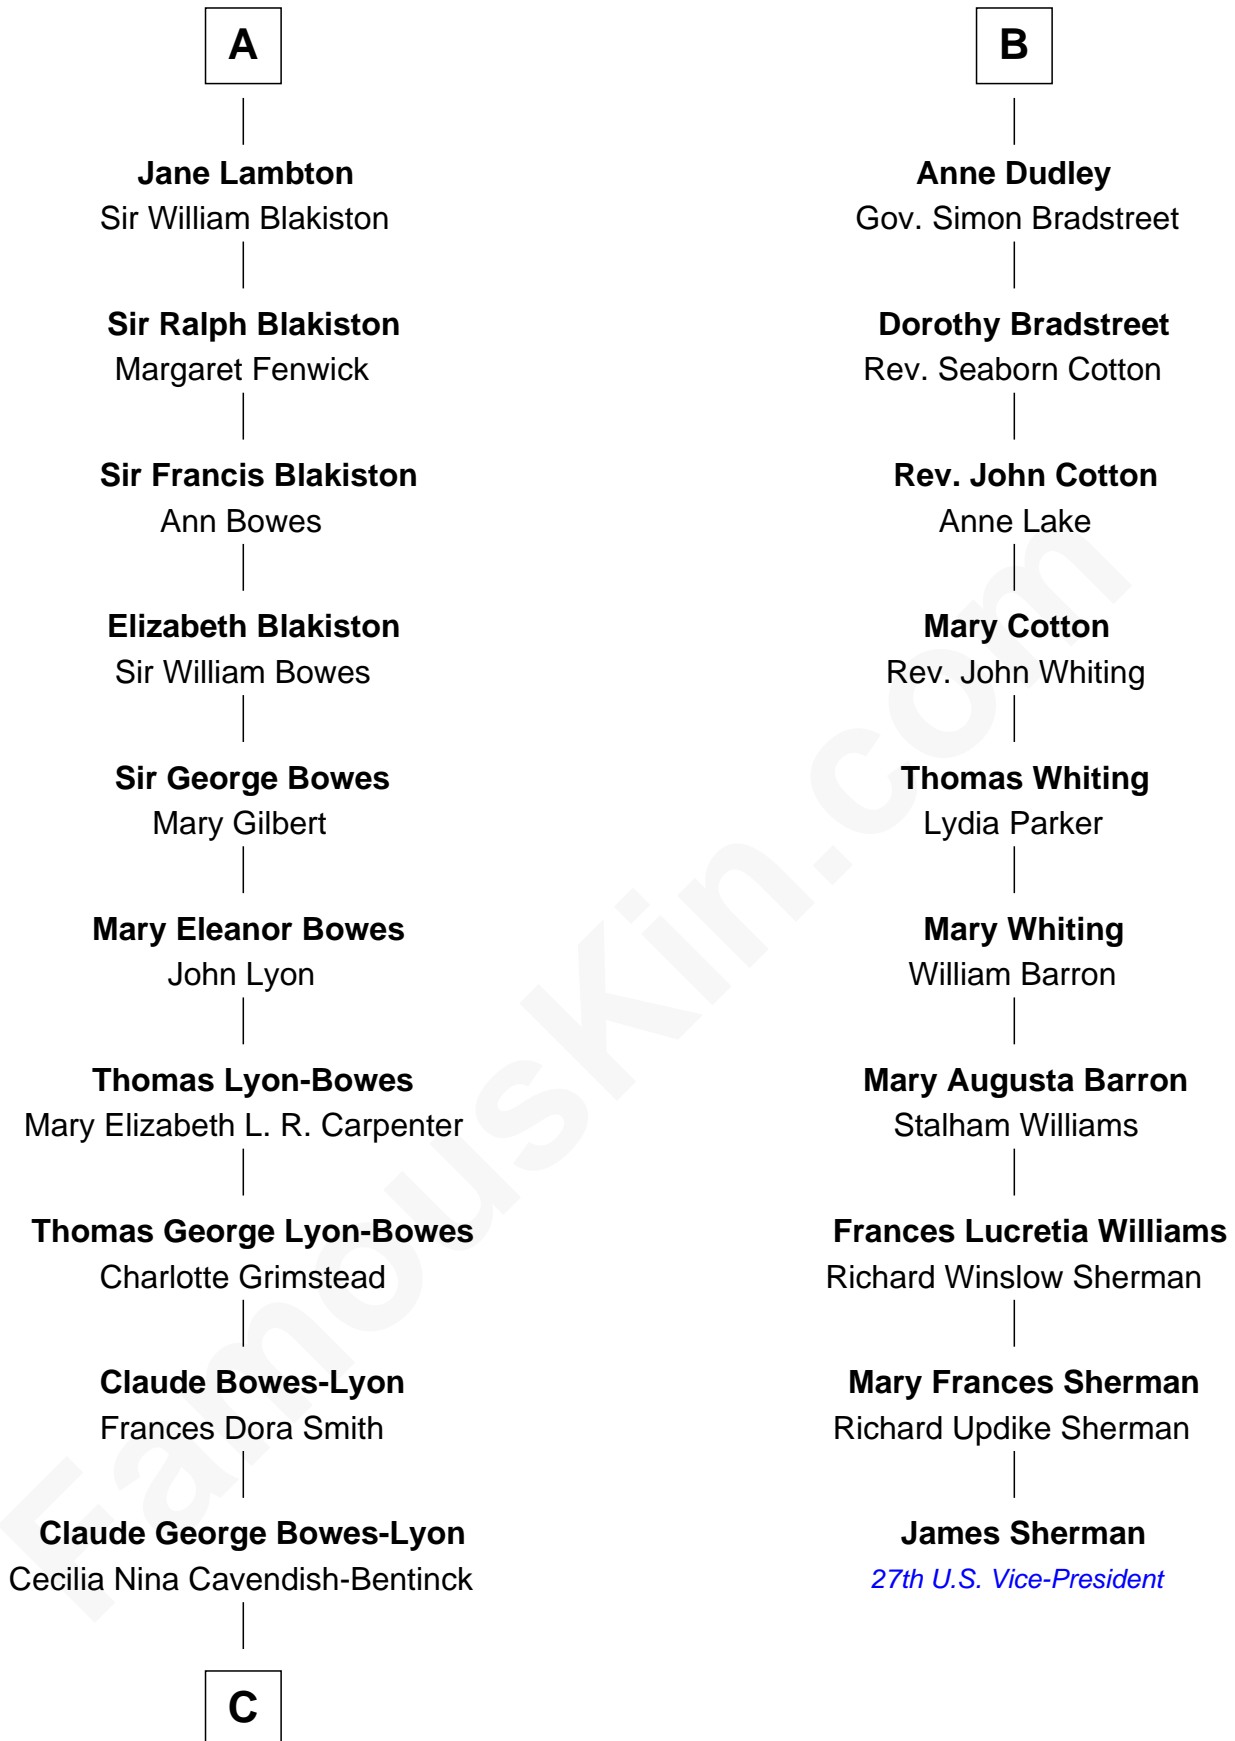 A
Jane Lambton
Sir William Blakiston
Sir Ralph Blakiston
Margaret Fenwick
Sir Francis Blakiston
Ann Bowes
Elizabeth Blakiston
Sir William Bowes
Sir George Bowes
Mary Gilbert
Mary Eleanor Bowes
John Lyon
Thomas Lyon-Bowes
Mary Elizabeth L. R. Carpenter
Thomas George Lyon-Bowes
Charlotte Grimstead
Claude Bowes-Lyon
Frances Dora Smith
Claude George Bowes-Lyon
Cecilia Nina Cavendish-Bentinck
C
B
Anne Dudley
Gov. Simon Bradstreet
Dorothy Bradstreet
Rev. Seaborn Cotton
Rev. John Cotton
Anne Lake
Mary Cotton
Rev. John Whiting
Thomas Whiting
Lydia Parker
Mary Whiting
William Barron
Mary Augusta Barron
Stalham Williams
Frances Lucretia Williams
Richard Winslow Sherman
Mary Frances Sherman
Richard Updike Sherman
James Sherman
27th U.S. Vice-President
FamousKin.com